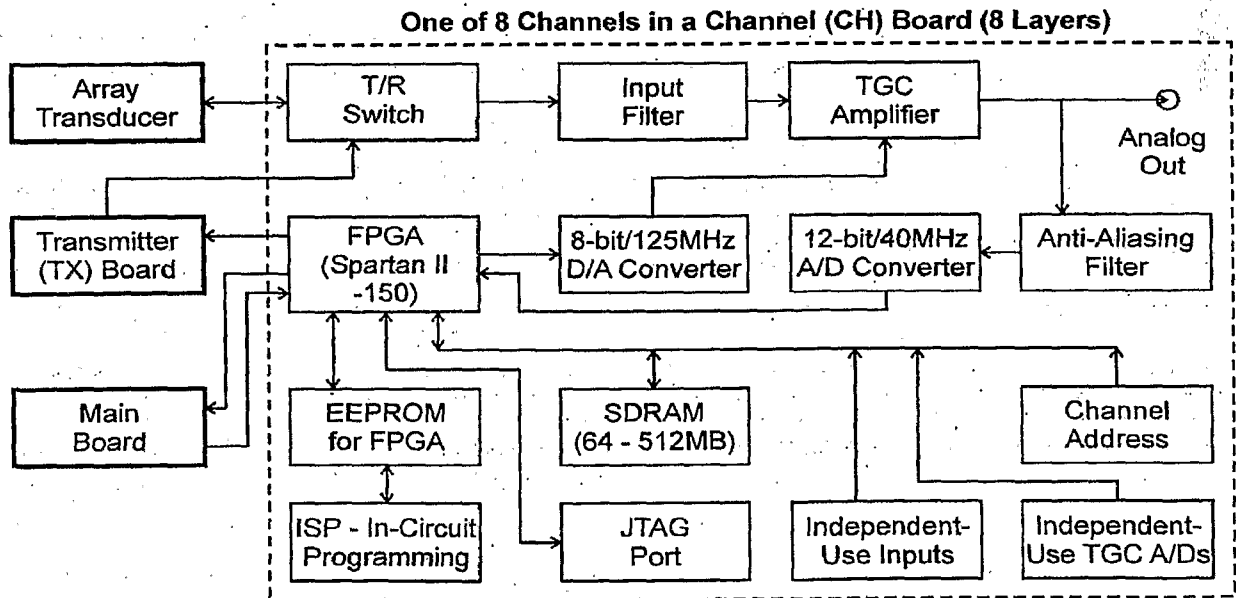 One of 8 Channels in a Channel (CH) Board (8 Layers)
Array
Transducer
T/R
Switch
Input
Filter
TGC
Amplifier
Analog
Out
Transmitter
(TX) Board
FPGA
(Spartan II
-150)
8-bit/125MHz
D/A Converter
12-bit/40MHz
A/D Converter
Anti-Aliasing
Filter
Main
Board
EEPROM
for FPGA
SDRAM
(64 - 512MB)
Channel
Address
ISP - In-Circuit
Programming
JTAG
Port
Independent-
Use Inputs
Independent-
Use TGC A/Ds